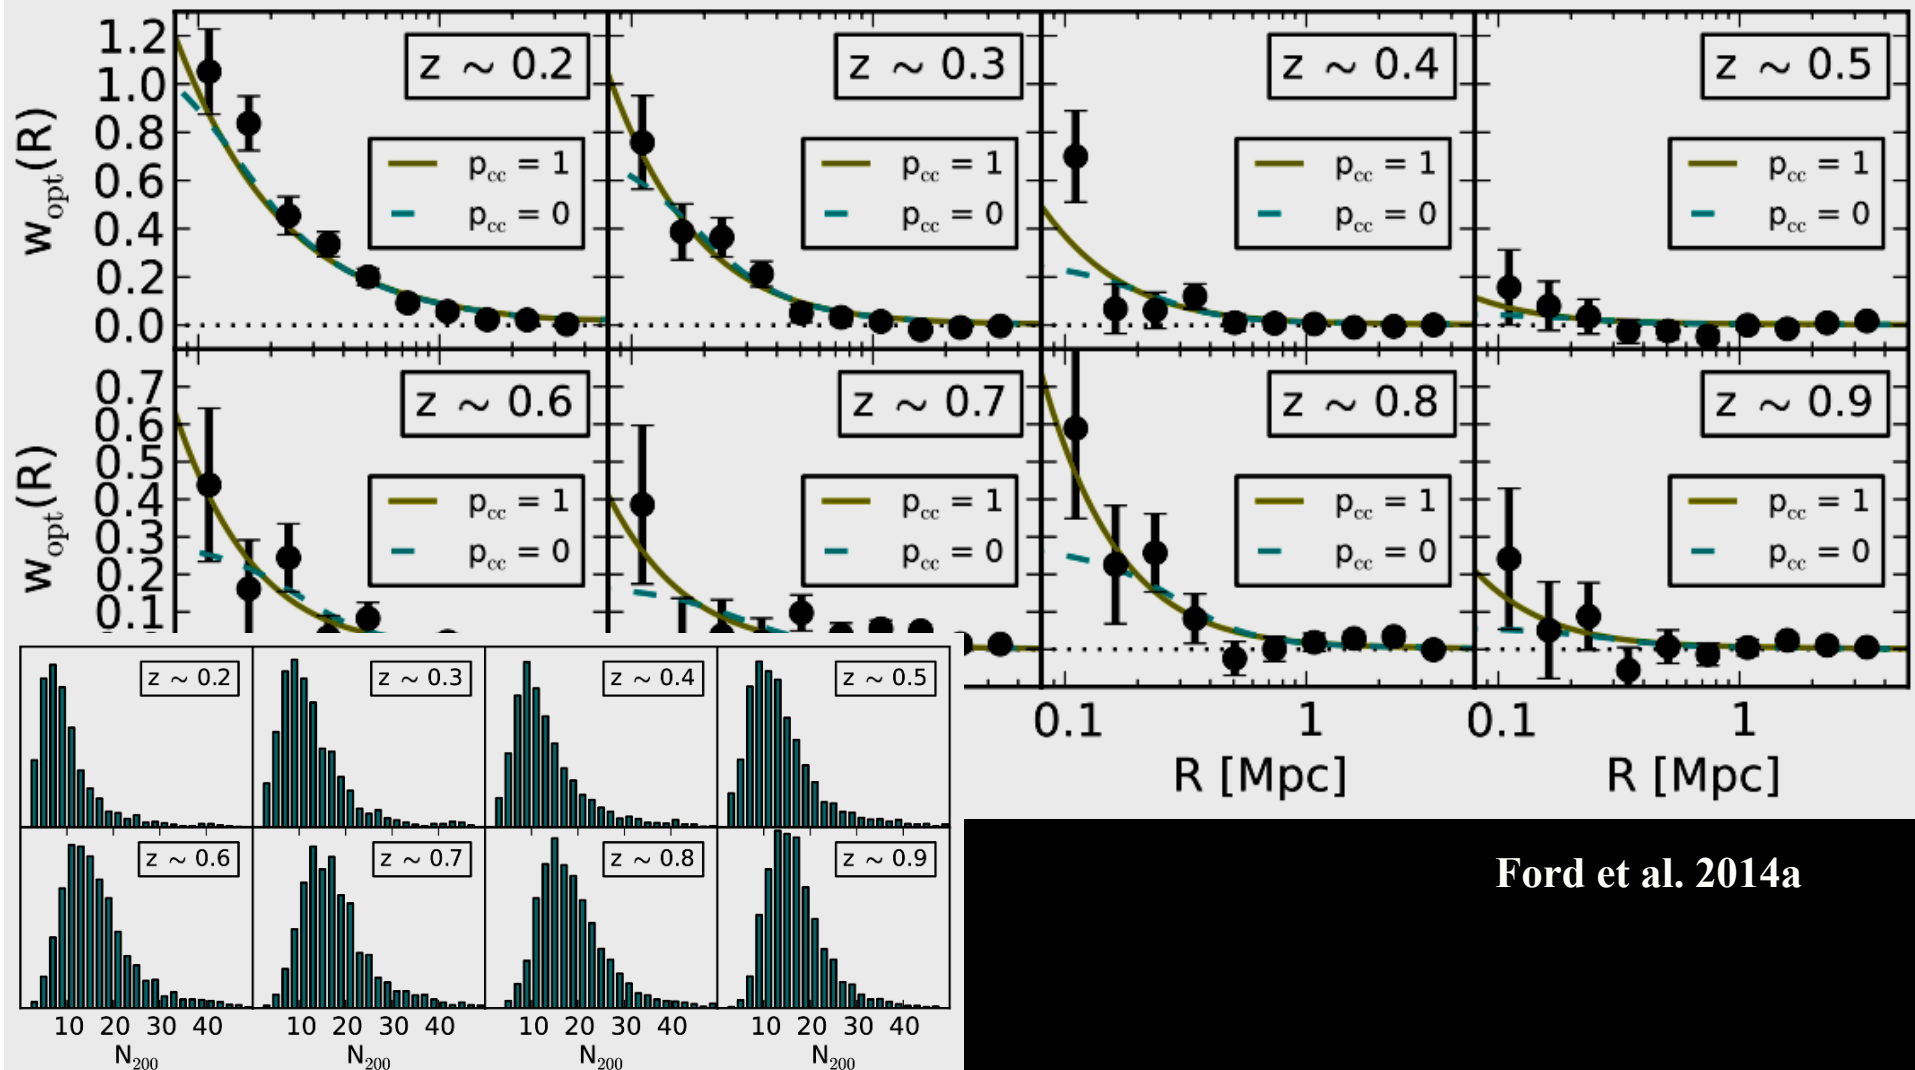 w_opt(R)
1.2
1.0
0.8
0.6
0.4
0.2
0.0
z ~ 0.2
p_cc = 1
p_cc = 0
z ~ 0.3
p_cc = 1
p_cc = 0
z ~ 0.4
p_cc = 1
p_cc = 0
z ~ 0.5
p_cc = 1
p_cc = 0
w_opt(R)
0.7
0.6
0.5
0.4
0.3
0.2
0.1
z ~ 0.6
p_cc = 1
p_cc = 0
z ~ 0.7
p_cc = 1
p_cc = 0
z ~ 0.8
p_cc = 1
p_cc = 0
z ~ 0.9
p_cc = 1
p_cc = 0
0.1 1 0.1 1
R [Mpc] R [Mpc]
z ~ 0.2
z ~ 0.3
z ~ 0.4
z ~ 0.5
z ~ 0.6
z ~ 0.7
z ~ 0.8
z ~ 0.9
10 20 30 40 10 20 30 40 10 20 30 40 10 20 30 40
N_200 N_200 N_200 N_200
Ford et al. 2014a